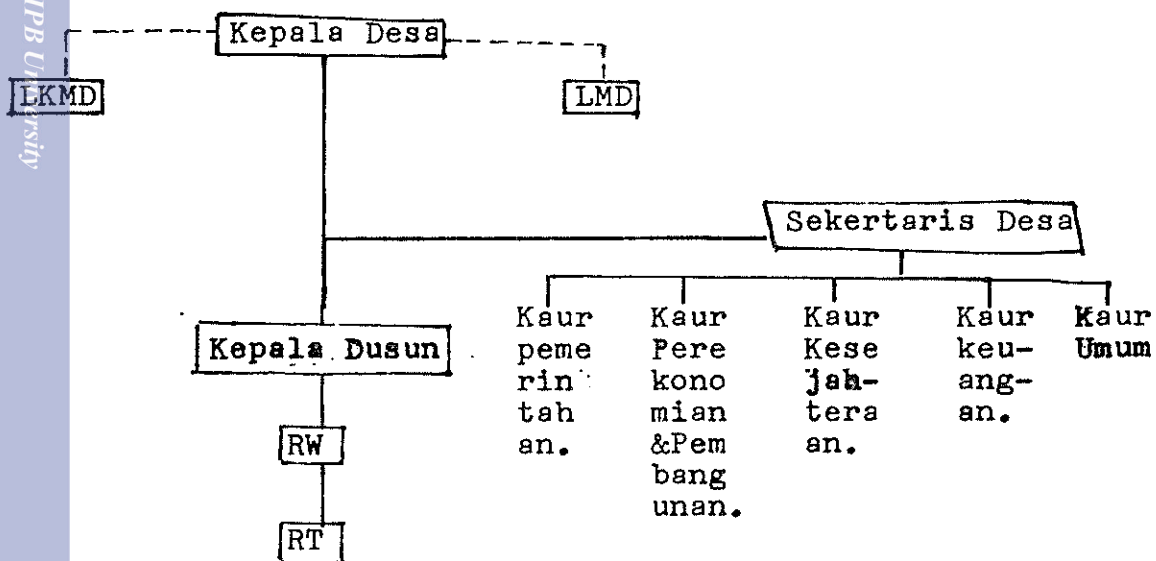 IPB University
Kepala Desa
LKMD
LMD
Sekertaris Desa
Kepala Dusun
RW
RT
Kaur
peme
rin
tah
an.
Kaur
Pere
kono
mian
&Pem
bang
unan.
Kaur
Kese
jah-
tera
an.
Kaur
keu-
ang-
an.
Kaur
Umum